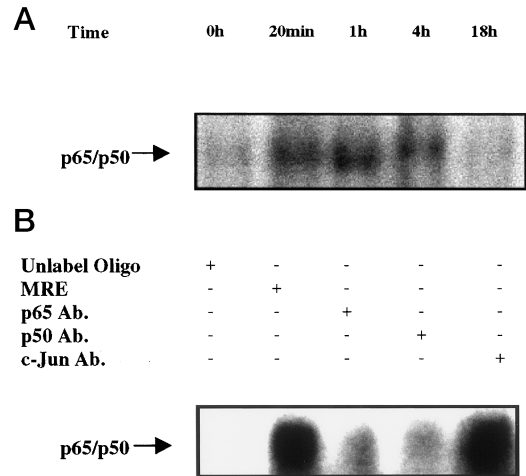 A
Time 0h 20min 1h 4h 18h
p65/p50
B
Unlabel Oligo + - - - -
MRE - + - - -
p65 Ab. - - + - -
p50 Ab. - - - + -
c-Jun Ab. - - - - +
p65/p50